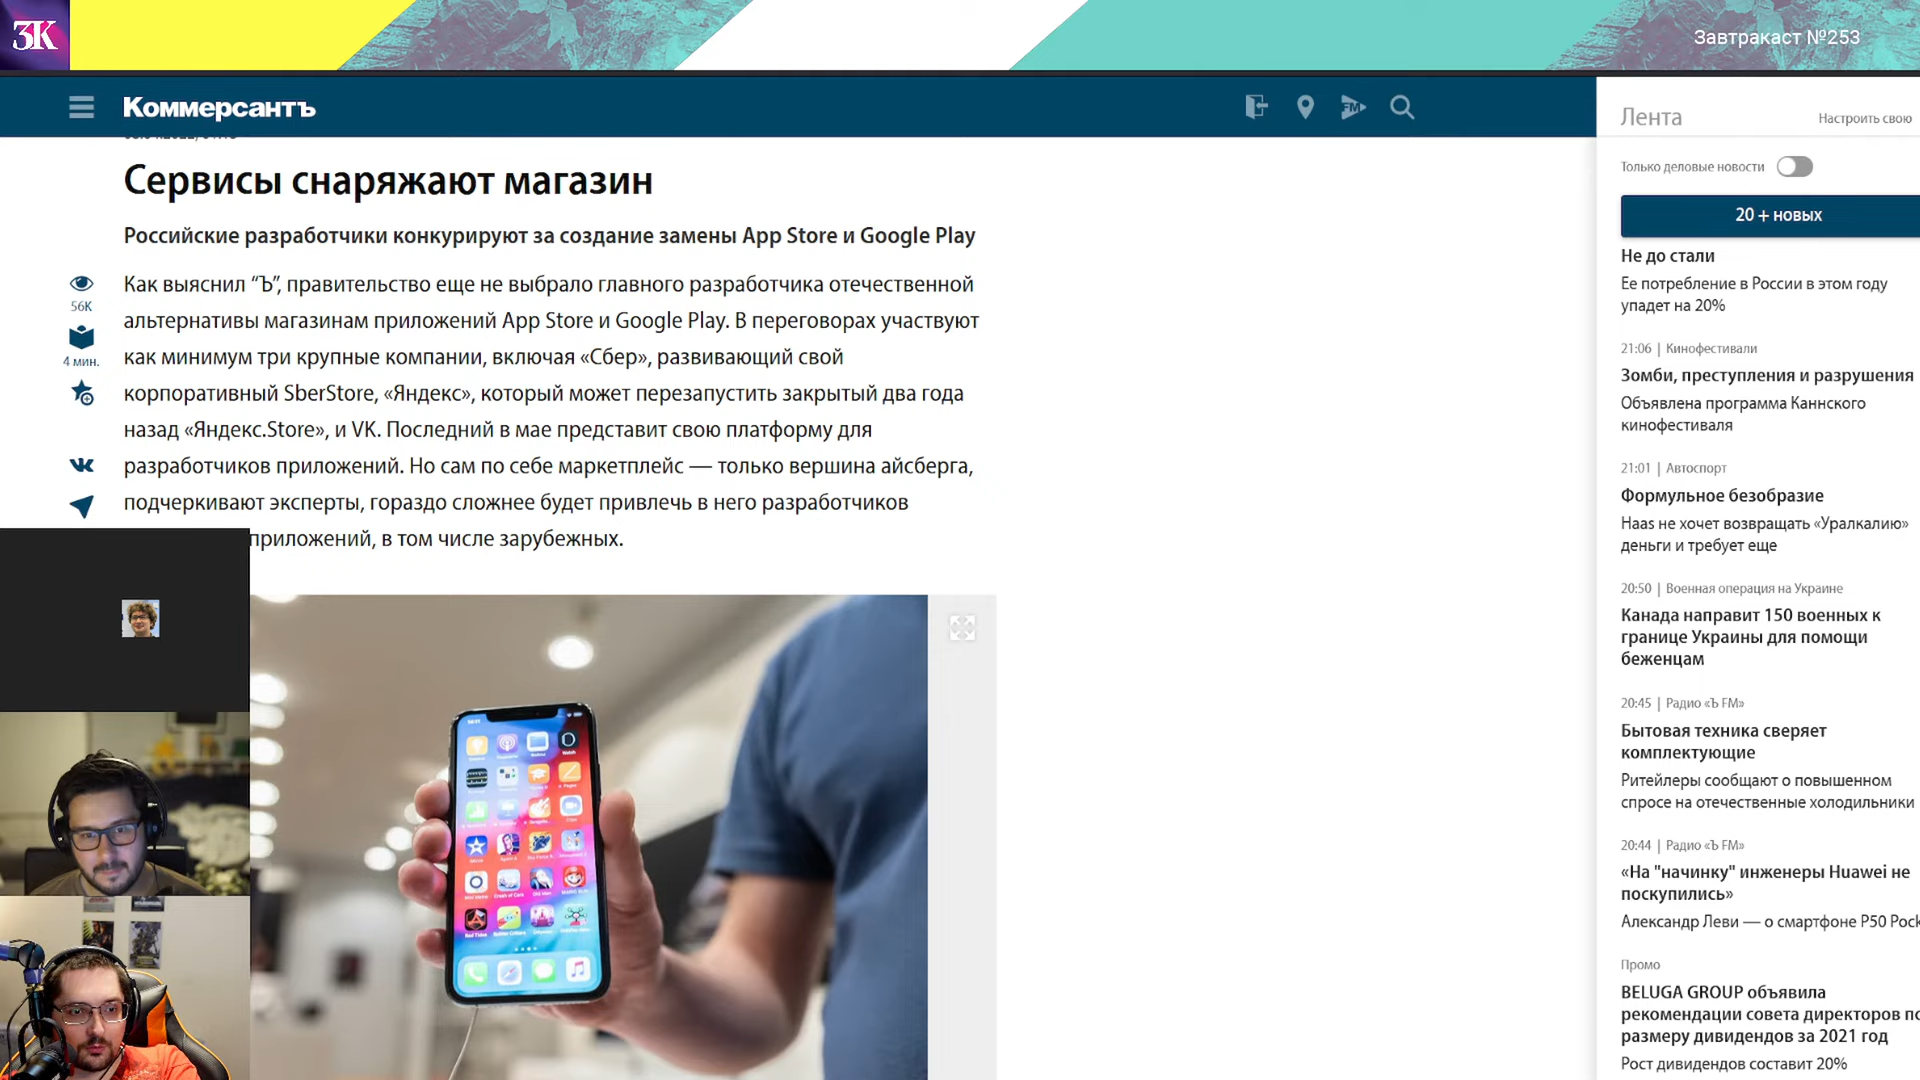 ЗК
Завтракаст №253
Коммерсантъ
FM
Сервисы снаряжают магазин
Российские разработчики конкурируют за создание замены App Store и Google Play
56K
4 мин.
Как выяснил “Ъ”, правительство еще не выбрало главного разработчика отечественной
альтернативы магазинам приложений App Store и Google Play. В переговорах участвуют
как минимум три крупные компании, включая «Сбер», развивающий свой
корпоративный SberStore, «Яндекс», который может перезапустить закрытый два года
назад «Яндекс.Store», и VK. Последний в мае представит свою платформу для
разработчиков приложений. Но сам по себе маркетплейс — только вершина айсберга,
подчеркивают эксперты, гораздо сложнее будет привлечь в него разработчиков
приложений, в том числе зарубежных.
Лента
Настроить свою
Только деловые новости
20 + новых
Не до стали
Ее потребление в России в этом году
упадет на 20%
21:06 | Кинофестивали
Зомби, преступления и разрушения
Объявлена программа Каннского
кинофестиваля
21:01 | Автоспорт
Формульное безобразие
Haas не хочет возвращать «Уралкалию»
деньги и требует еще
20:50 | Военная операция на Украине
Канада направит 150 военных к
границе Украины для помощи
беженцам
20:45 | Радио «Ъ FM»
Бытовая техника сверяет
комплектующие
Ритейлеры сообщают о повышенном
спросе на отечественные холодильники
20:44 | Радио «Ъ FM»
«На "начинку" инженеры Huawei не
поскупились»
Александр Леви — о смартфоне P50 Pock
Промо
BELUGA GROUP объявила
рекомендации совета директоров по
размеру дивидендов за 2021 год
Рост дивидендов составит 20%